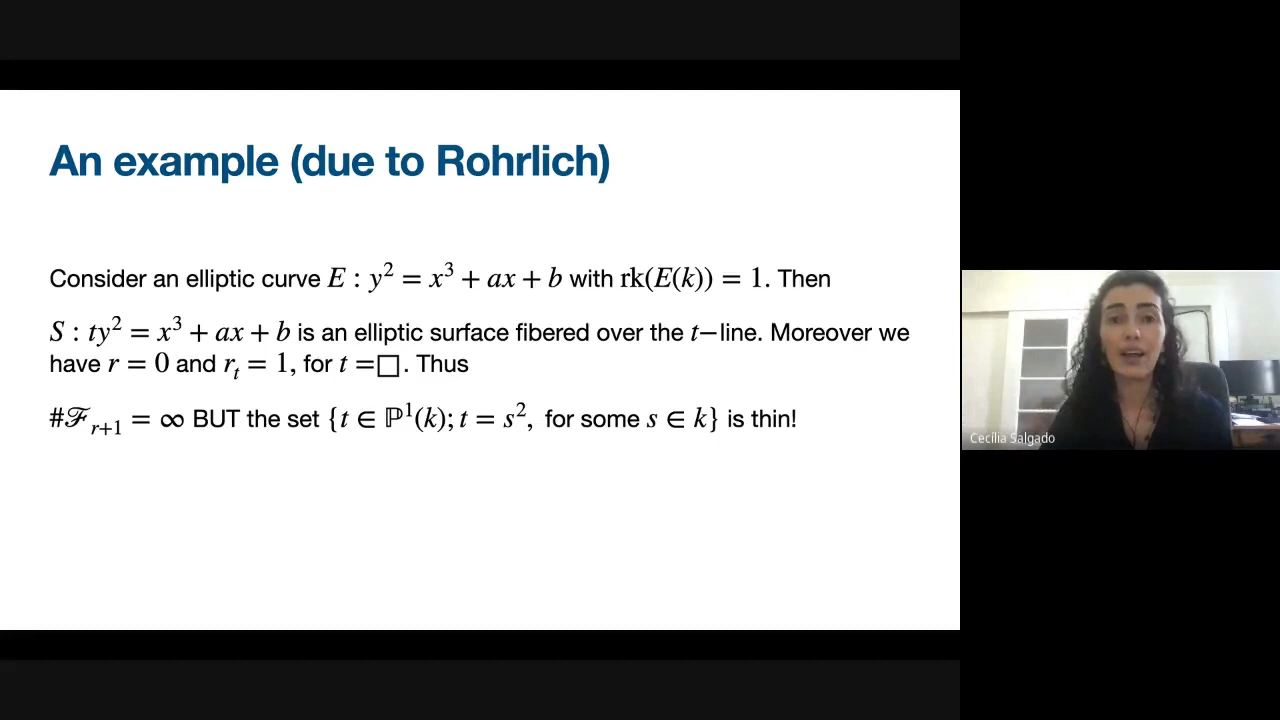 An example (due to Rohrlich)
Consider an elliptic curve E : y² = x³ + ax + b with rk(E(k)) = 1. Then
S : ty² = x³ + ax + b is an elliptic surface fibered over the t−line. Moreover we
have r = 0 and rₜ = 1, for t =□. Thus
#ℱᵣ₊₁ = ∞ BUT the set {t ∈ ℙ¹(k); t = s², for some s ∈ k} is thin!
Cecília Salgado